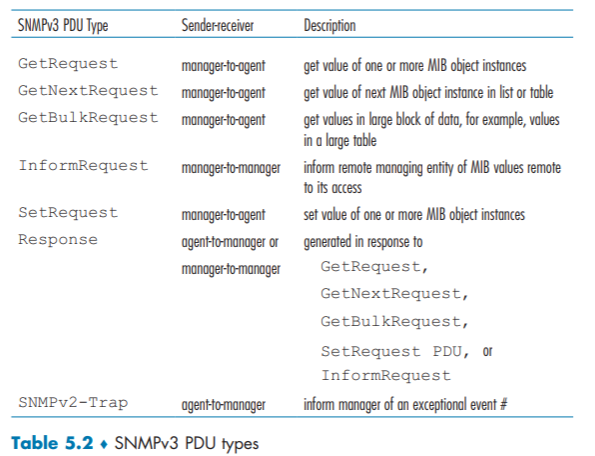 SNMPv3 PDU Type Sender-receiver Description
GetRequest manager-to-agent get value of one or more MIB object instances
GetNextRequest manager-to-agent get value of next MIB object instance in list or table
GetBulkRequest manager-to-agent get values in large block of data, for example, values
in a large table
InformRequest manager-to-manager inform remote managing entity of MIB values remote
to its access
SetRequest manager-to-agent set value of one or more MIB object instances
Response agent-to-manager or generated in response to
manager-to-manager GetRequest,
GetNextRequest,
GetBulkRequest,
SetRequest PDU, or
InformRequest
SNMPv2-Trap agent-to-manager inform manager of an exceptional event #
Table 5.2 ♦ SNMPv3 PDU types